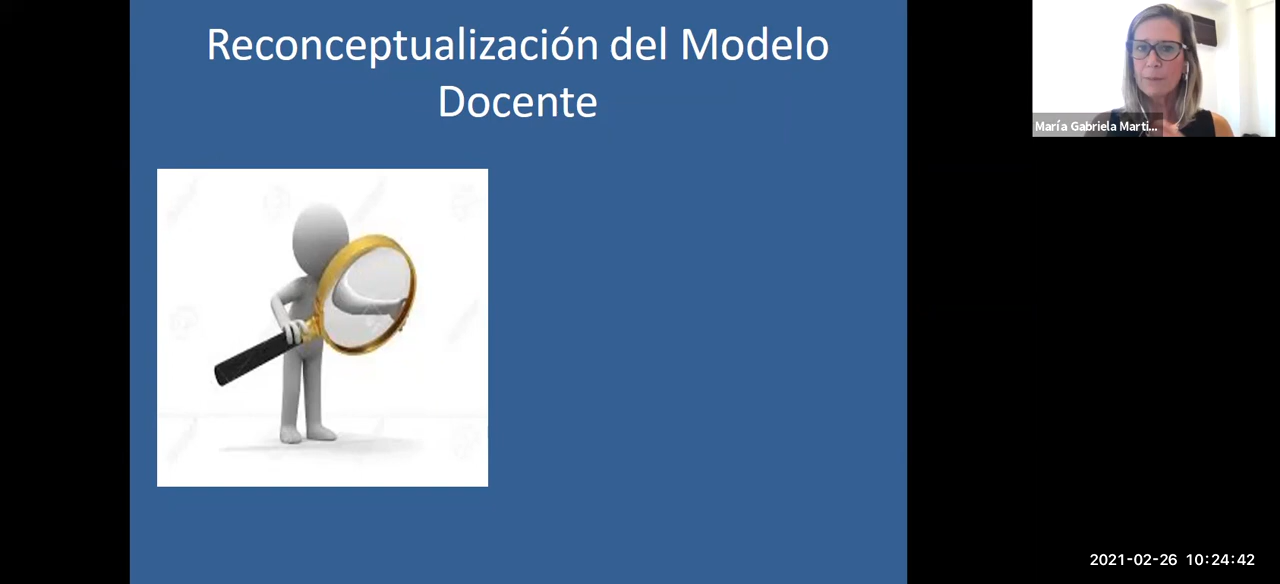 Reconceptualización del Modelo
Docente
María Gabriela Marti...
2021-02-26 10:24:42